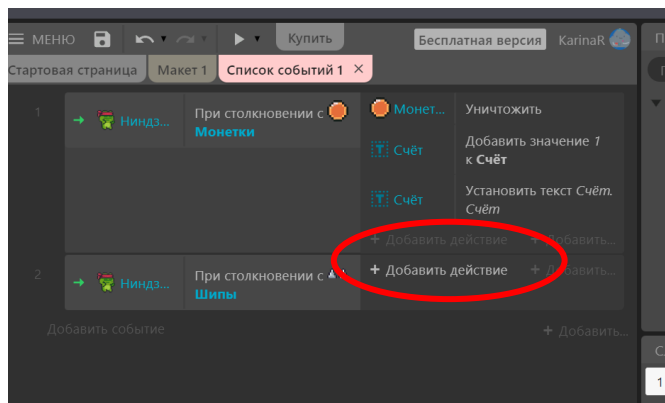 МЕНЮ Купить Бесплатная версия KarinaR
Стартовая страница Макет 1 Список событий 1 ×
1 Нинdз... При столкновении с Монет... Уничтожить
Монетки
Счёт Добавить значение 1
к Счёт
Счёт Установить текст Счёт.
Счёт
+ Добавить действие + Добавить...
2 Ниндз... При столкновении с + Добавить действие + Добавить...
Шипы
Добавить событие + Добавить...
1